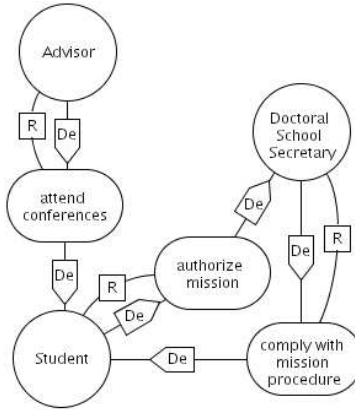 Advisor
R
De
Doctoral
School
Secretary
attend
conferences
De
De
R
De
authorize
mission
R
De
Student
De
comply with
mission
procedure